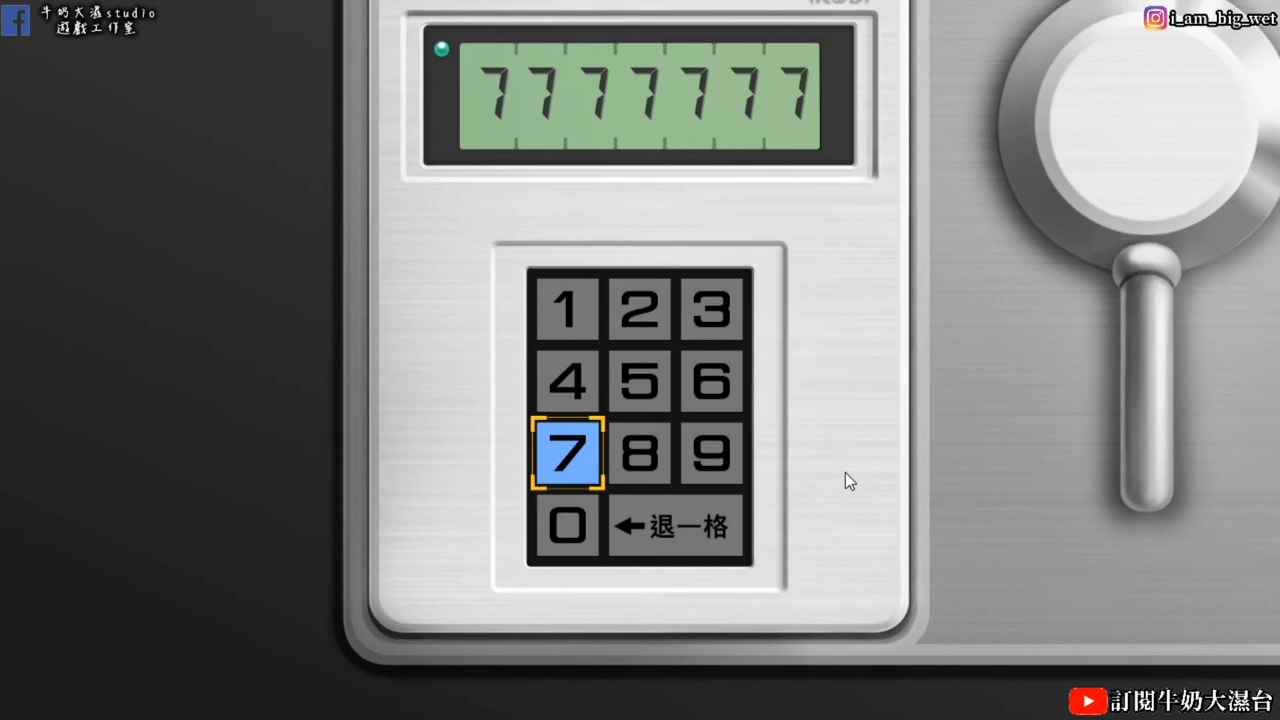 牛奶大濕studio
遊戲工作室
i_am_big_wet
7777777
1 2 3
4 5 6
7 8 9
0 ←退一格
訂閱牛奶大濕台